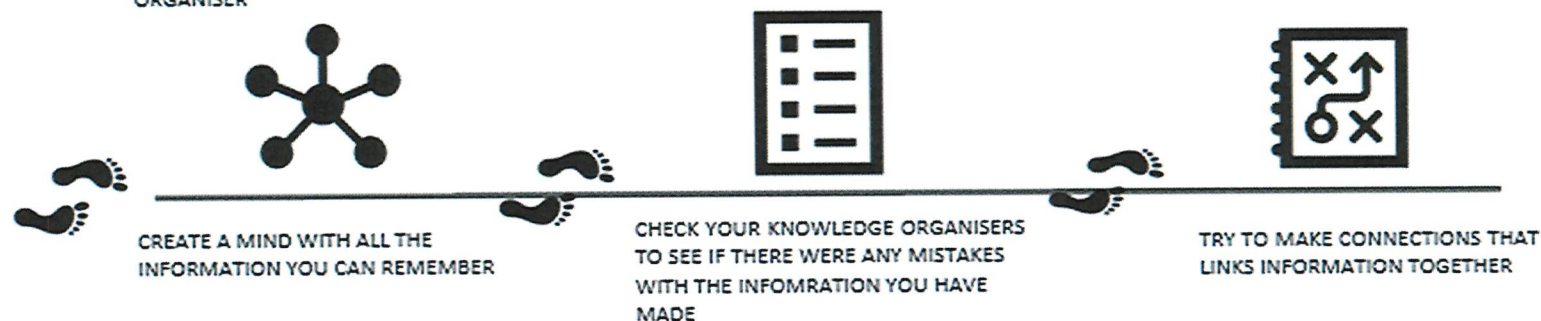 ORGANISER
CREATE A MIND WITH ALL THE
INFORMATION YOU CAN REMEMBER
CHECK YOUR KNOWLEDGE ORGANISERS
TO SEE IF THERE WERE ANY MISTAKES
WITH THE INFOMRATION YOU HAVE
MADE
TRY TO MAKE CONNECTIONS THAT
LINKS INFORMATION TOGETHER